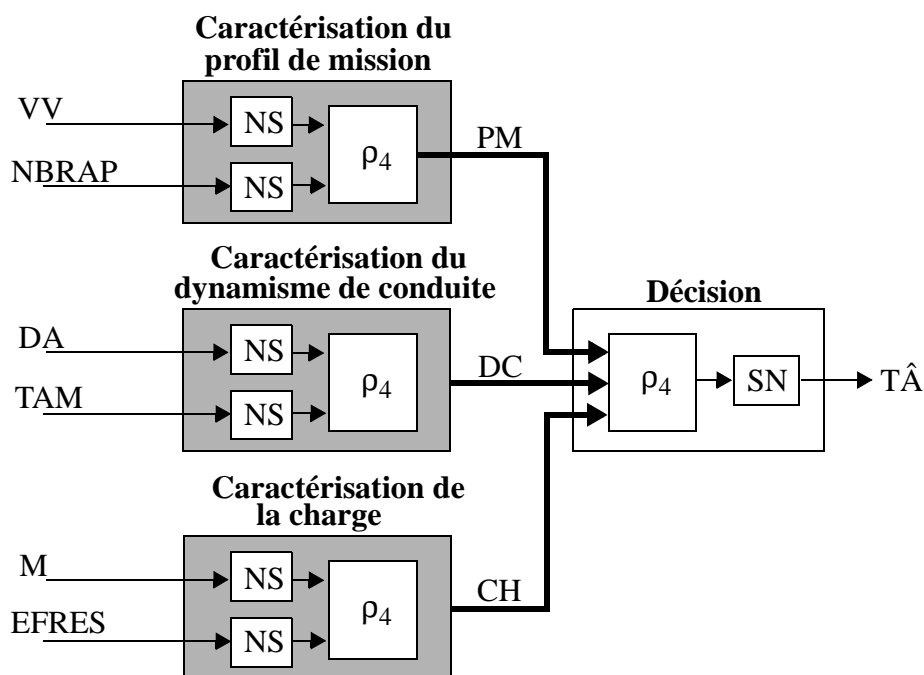 Caractérisation du
profil de mission
VV
NS
NBRAP
NS
ρ4
PM
Caractérisation du
dynamisme de conduite
DA
NS
TAM
NS
ρ4
DC
Décision
ρ4
SN
TÂ
Caractérisation de
la charge
M
NS
EFRES
NS
ρ4
CH